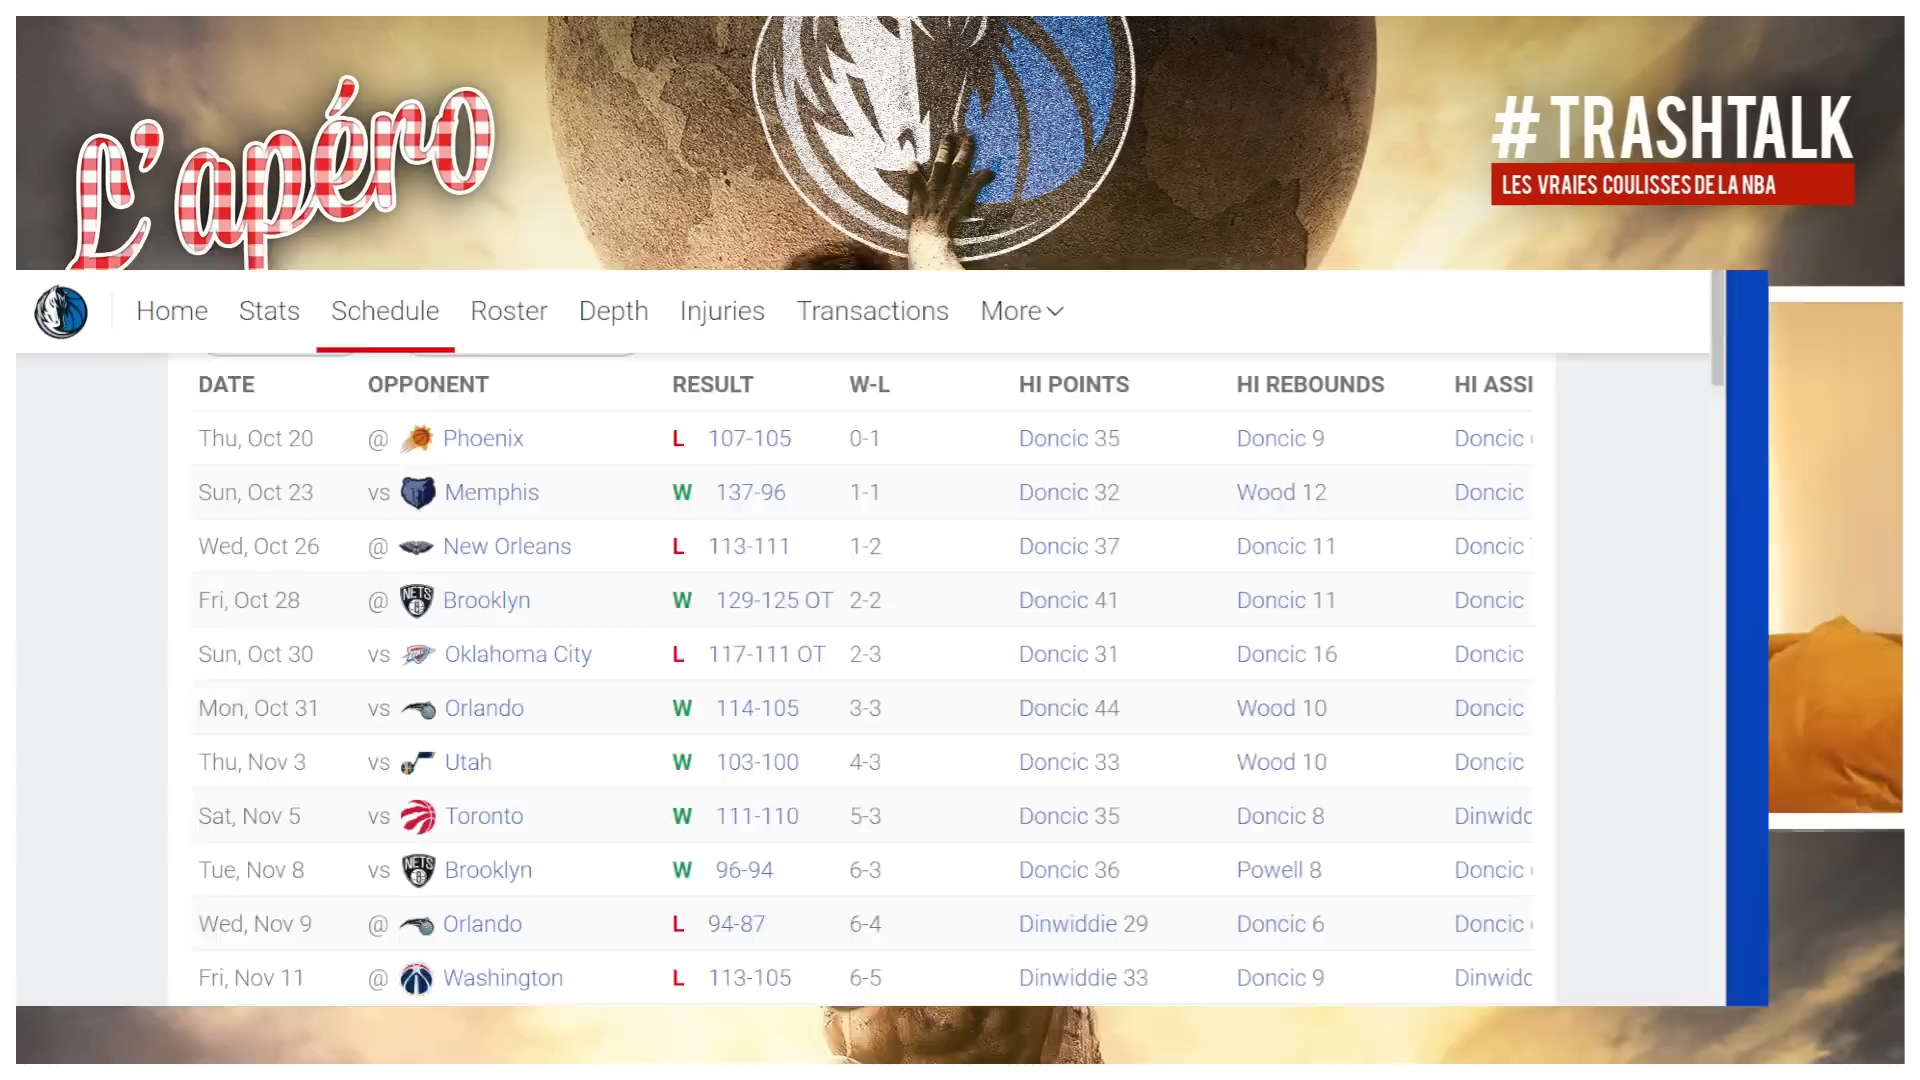 L'apéro
#TRASHTALK
LES VRAIES COULISSES DE LA NBA
Home Stats Schedule Roster Depth Injuries Transactions More
DATE OPPONENT RESULT W-L HI POINTS HI REBOUNDS HI ASSI
Thu, Oct 20 @ Phoenix L 107-105 0-1 Doncic 35 Doncic 9 Doncic
Sun, Oct 23 vs Memphis W 137-96 1-1 Doncic 32 Wood 12 Doncic
Wed, Oct 26 @ New Orleans L 113-111 1-2 Doncic 37 Doncic 11 Doncic
Fri, Oct 28 @ NETS B Brooklyn W 129-125 OT 2-2 Doncic 41 Doncic 11 Doncic
Sun, Oct 30 vs Oklahoma City L 117-111 OT 2-3 Doncic 31 Doncic 16 Doncic
Mon, Oct 31 vs Orlando W 114-105 3-3 Doncic 44 Wood 10 Doncic
Thu, Nov 3 vs Utah W 103-100 4-3 Doncic 33 Wood 10 Doncic
Sat, Nov 5 vs Toronto W 111-110 5-3 Doncic 35 Doncic 8 Dinwidd
Tue, Nov 8 vs NETS B Brooklyn W 96-94 6-3 Doncic 36 Powell 8 Doncic
Wed, Nov 9 @ Orlando L 94-87 6-4 Dinwiddie 29 Doncic 6 Doncic
Fri, Nov 11 @ Washington L 113-105 6-5 Dinwiddie 33 Doncic 9 Dinwidd